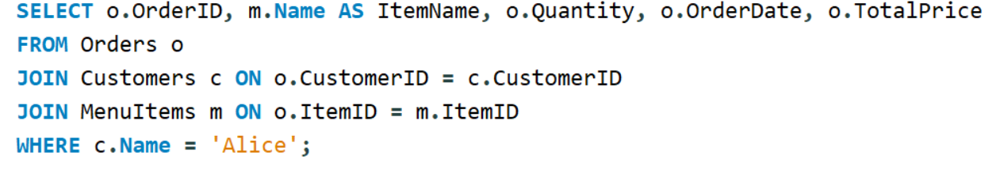 SELECT o.OrderID, m.Name AS ItemName, o.Quantity, o.OrderDate, o.TotalPrice
FROM Orders o
JOIN Customers c ON o.CustomerID = c.CustomerID
JOIN MenuItems m ON o.ItemID = m.ItemID
WHERE c.Name = 'Alice';